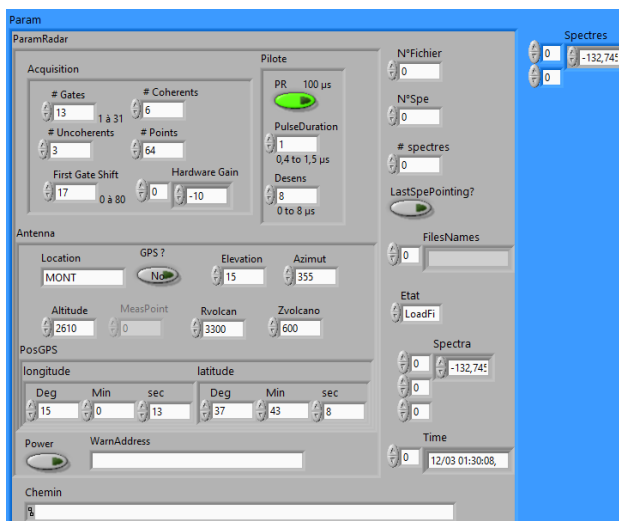 Param
Spectres
0
-132,745
0
ParamRadar
Acquisition
# Gates
# Coherents
13
1 à 31
6
# Uncoherents
# Points
3
64
First Gate Shift
Hardware Gain
17
0 à 80
0
-10
Pilote
PR 100 µs
PulseDuration
1
0,4 to 1,5 µs
Desens
8
0 to 8 µs
N°Fichier
0
N°Spe
0
# spectres
0
LastSpePointing?
FilesNames
0
Etat
LoadFi
Spectra
0
-132,745
0
0
Time
0
12/03 01:30:08,
Antenna
Location
GPS ?
Elevation
Azimut
MONT
No
15
355
Altitude
MeasPoint
Rvolcan
Zvolcano
2610
0
3300
600
PosGPS
longitude
latitude
Deg Min sec
Deg Min sec
15 0 13
37 43 8
Power
WarnAddress
Chemin